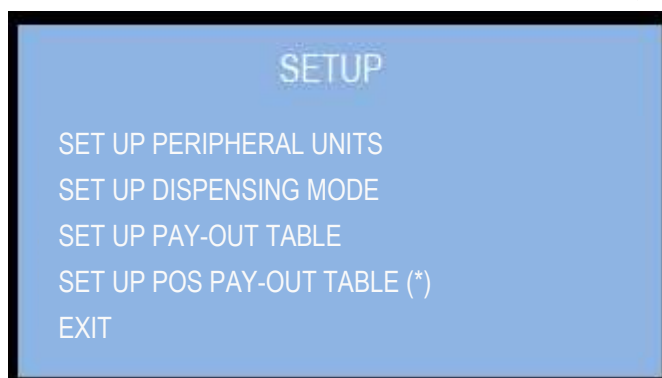 SETUP
SET UP PERIPHERAL UNITS
SET UP DISPENSING MODE
SET UP PAY-OUT TABLE
SET UP POS PAY-OUT TABLE (*)
EXIT